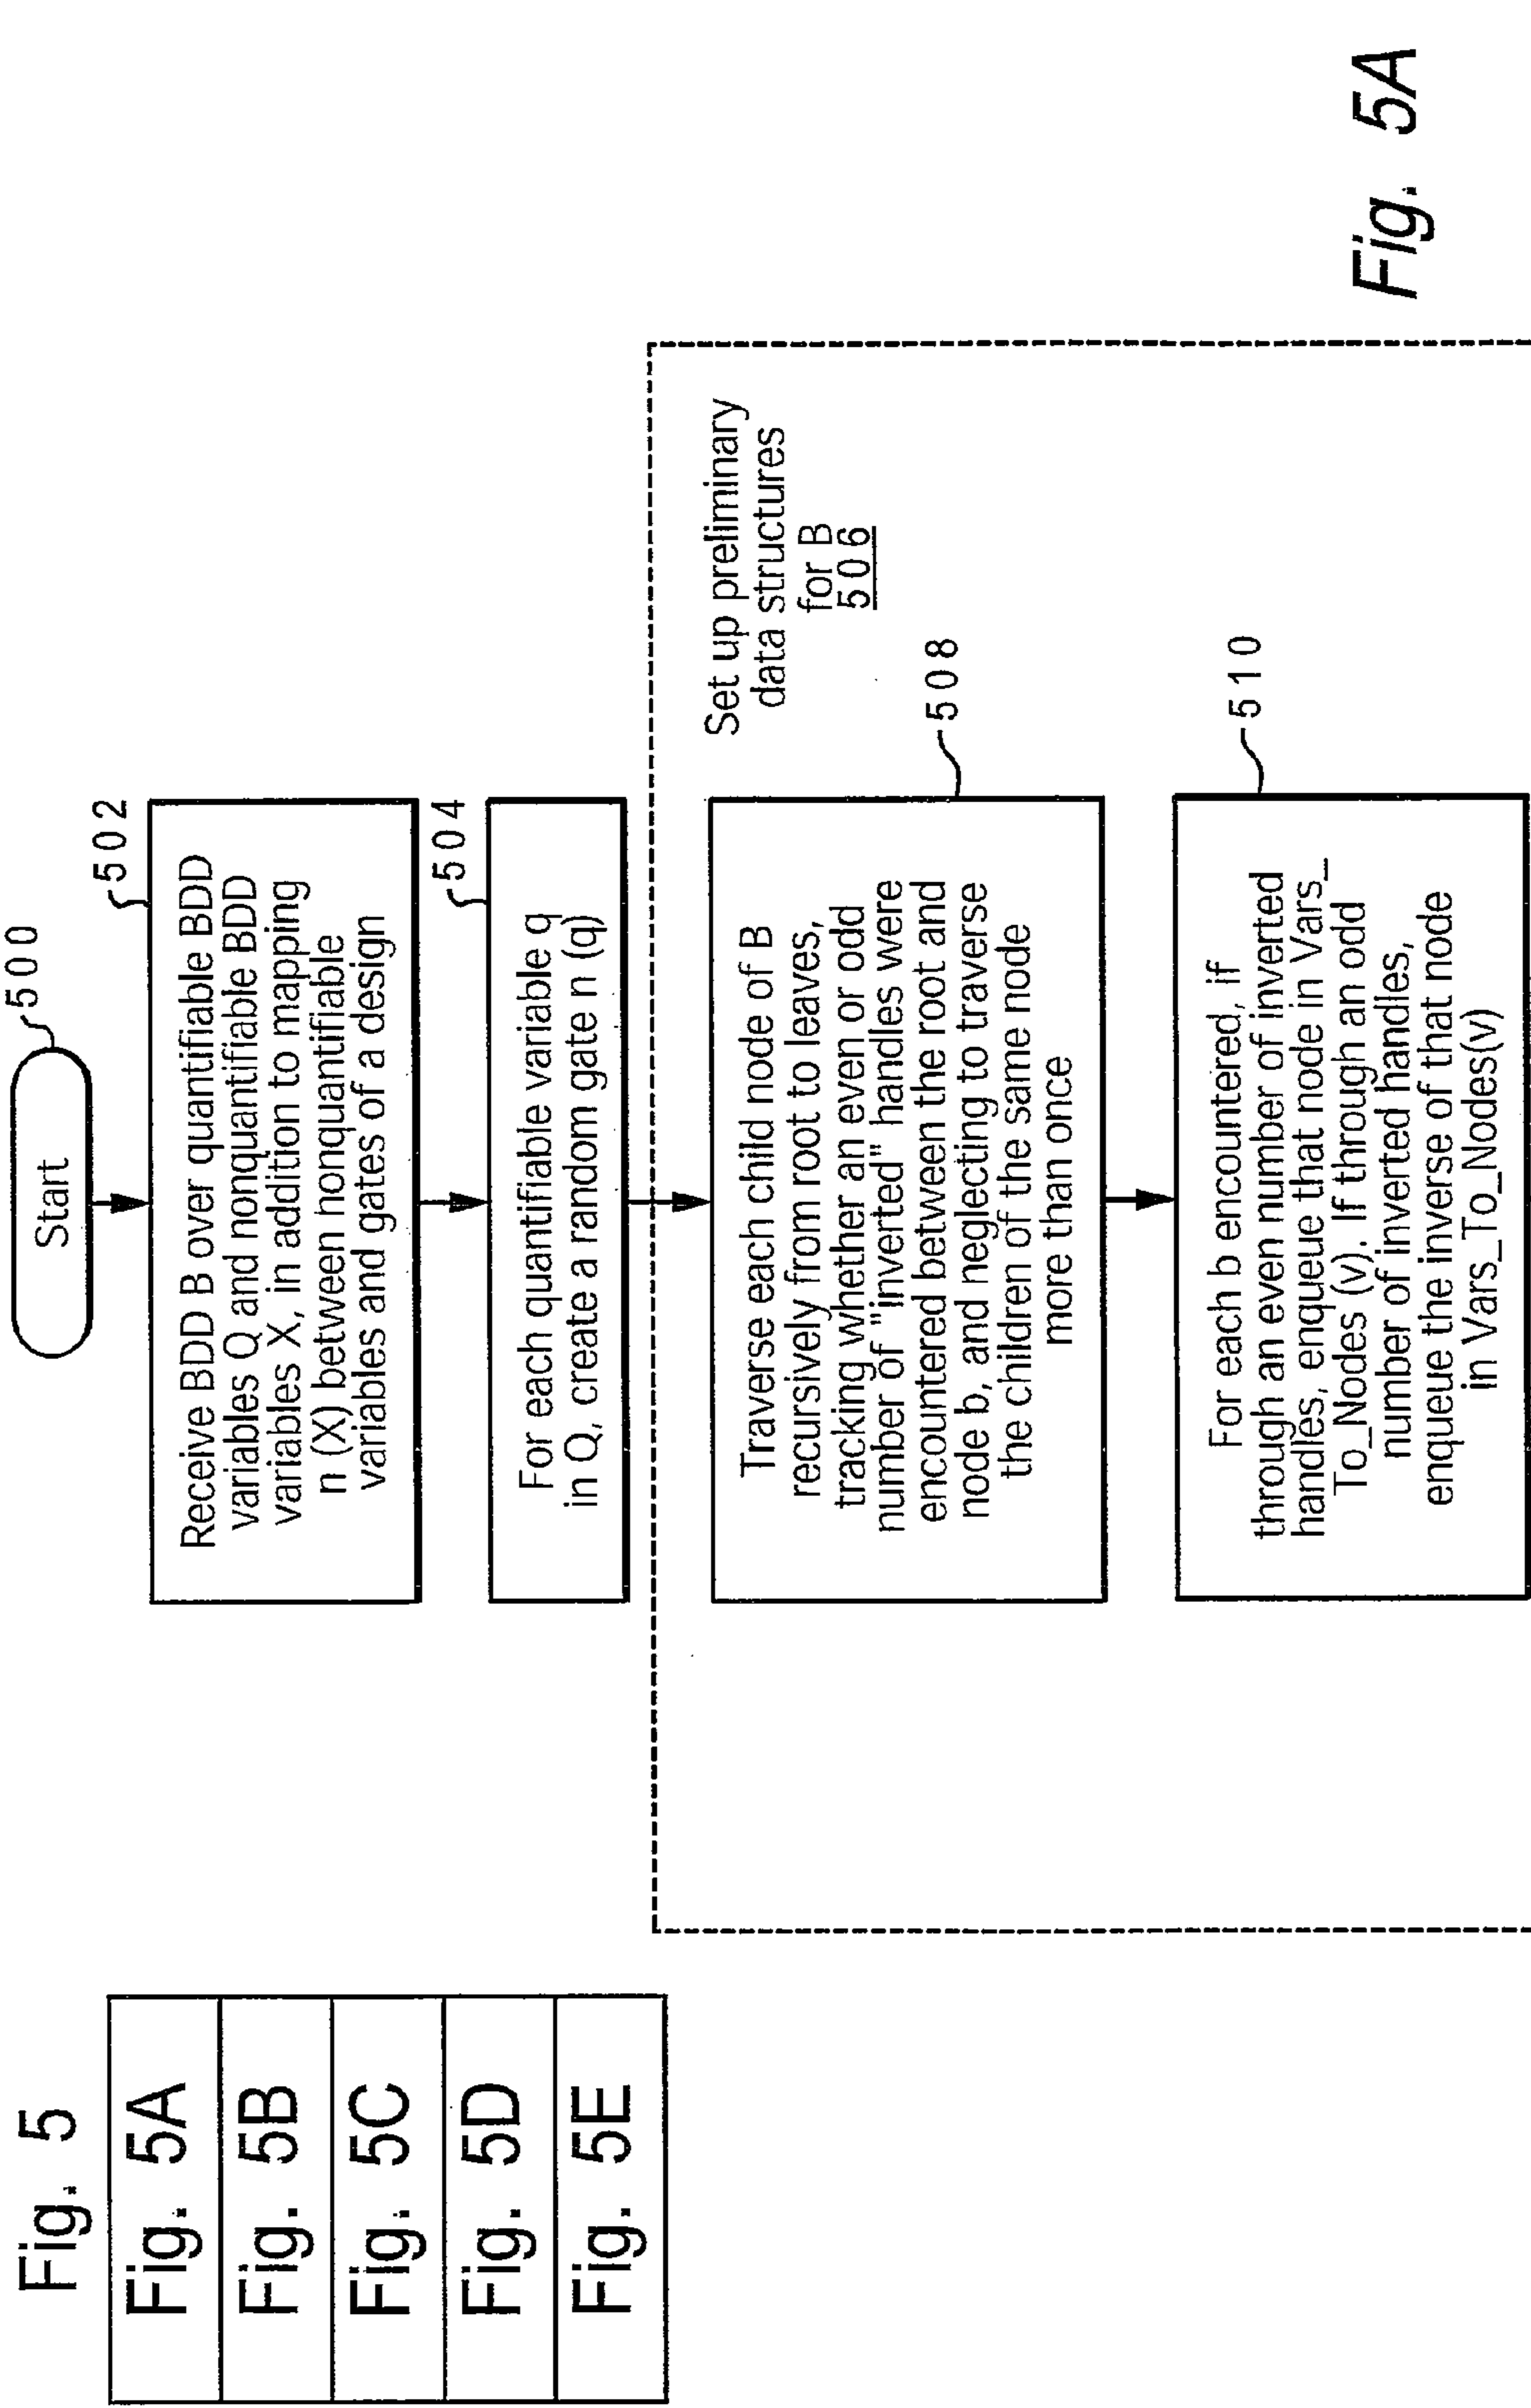 Fig. 5
Fig. 5A
Fig. 5B
Fig. 5C
Fig. 5D
Fig. 5E
Start
500
502
Receive BDD B over quantifiable BDD
variables Q and nonquantifiable BDD
variables X, in addition to mapping
n (X) between nonquantifiable
variables and gates of a design
504
For each quantifiable variable q
in Q, create a random gate n (q)
Set up preliminary
data structures
for B
506
508
Traverse each child node of B
recursively from root to leaves,
tracking whether an even or odd
number of "inverted" handles were
encountered between the root and
node b, and neglecting to traverse
the children of the same node
more than once
510
For each b encountered, if
through an even number of inverted
handles, enqueue that node in Vars_
To_Nodes (v). If through an odd
number of inverted handles,
enqueue the inverse of that node
in Vars_To_Nodes(v)
Fig. 5A